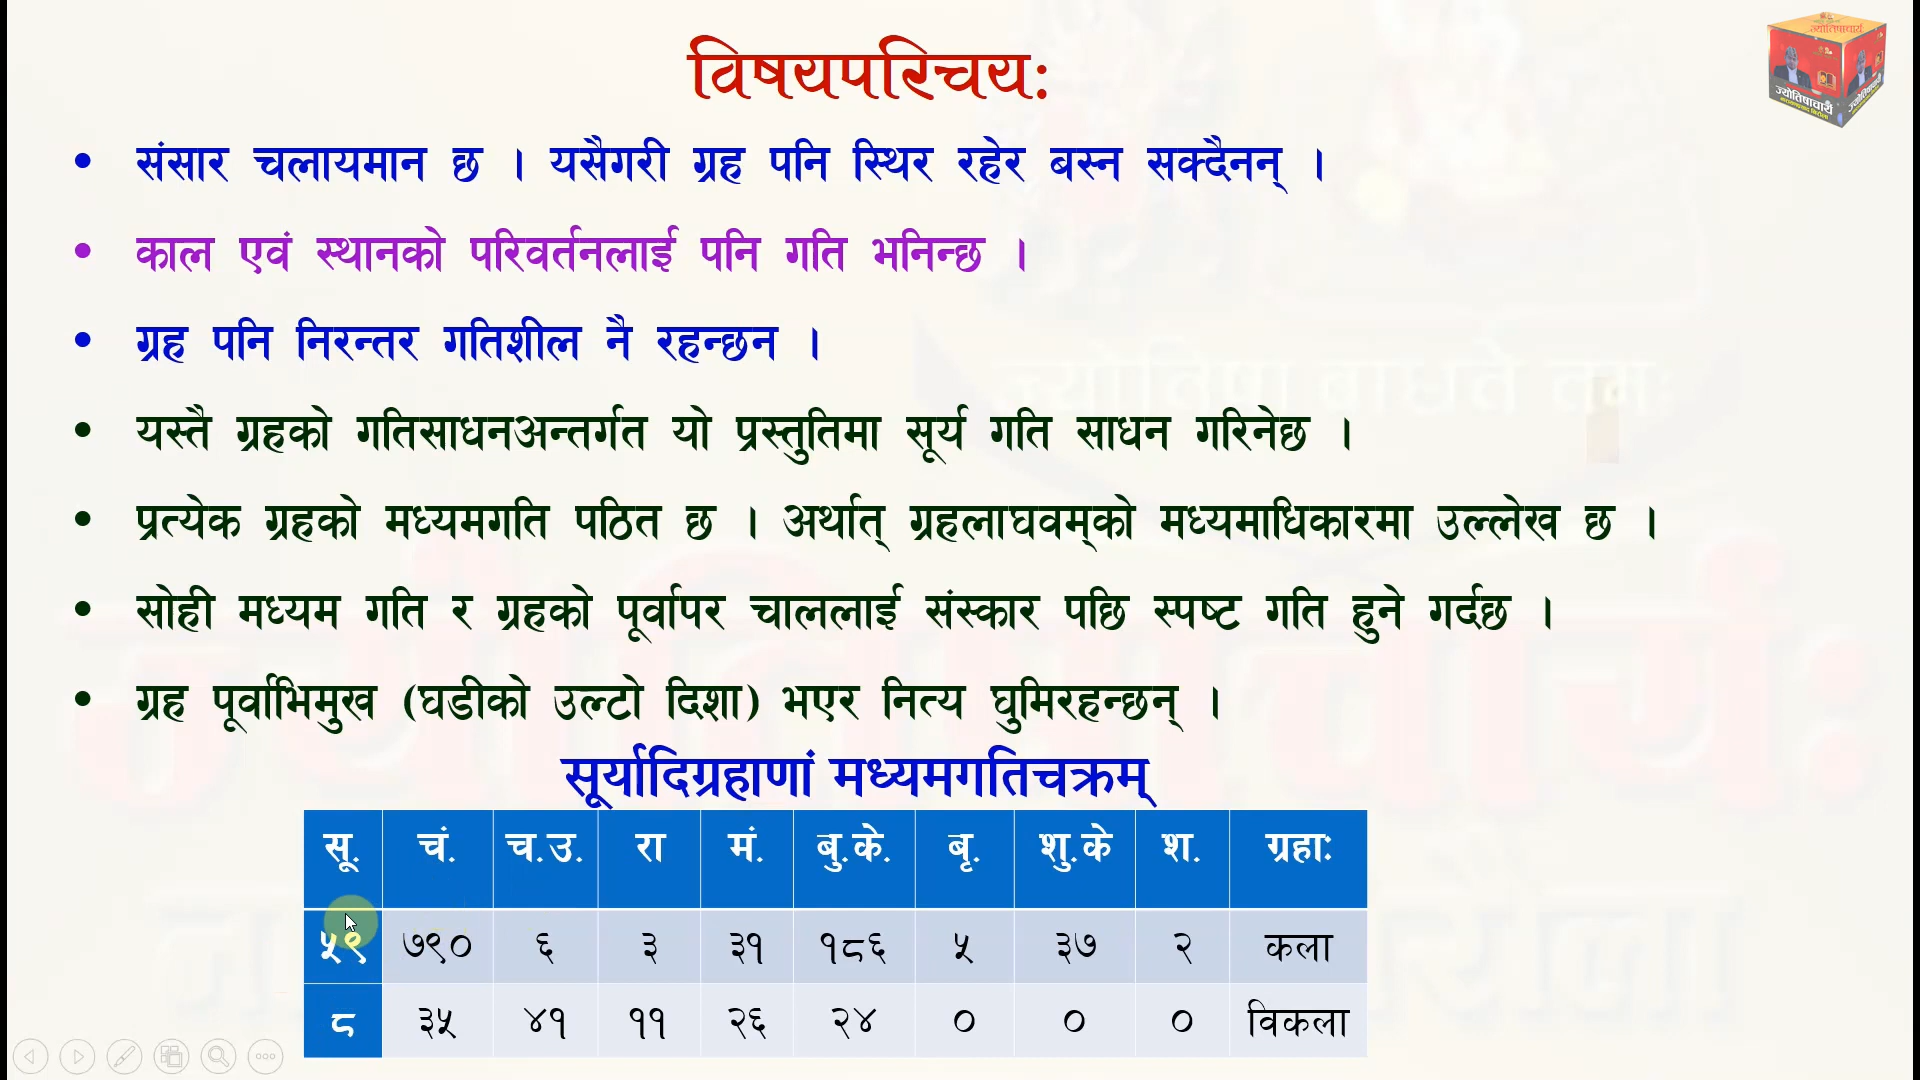 विषयपरिचयः
ज्योतिषाचार्य
ज्योतिषाचार्य
• संसार चलायमान छ । यसैगरी ग्रह पनि स्थिर रहेर बस्न सक्दैनन् ।
• काल एवं स्थानको परिवर्तनलाई पनि गति भनिन्छ ।
• ग्रह पनि निरन्तर गतिशील नै रहन्छन ।
• यस्तै ग्रहको गतिसाधनअन्तर्गत यो प्रस्तुतिमा सूर्य गति साधन गरिनेछ ।
• प्रत्येक ग्रहको मध्यमगति पठित छ । अर्थात् ग्रहलाघवम्को मध्यमाधिकारमा उल्लेख छ ।
• सोही मध्यम गति र ग्रहको पूर्वापर चाललाई संस्कार पछि स्पष्ट गति हुने गर्दछ ।
• ग्रह पूर्वाभिमुख (घडीको उल्टो दिशा) भएर नित्य घुमिरहन्छन् ।
सूर्यादिग्रहाणां मध्यमगतिचक्रम्
सू. चं. च.उ. रा मं. बु.के. बृ. शु.के श. ग्रहाः
५९ ७९० ६ ३ ३१ १८६ ५ ३७ २ कला
८ ३५ ४१ ११ २६ २४ ० ० ० विकला